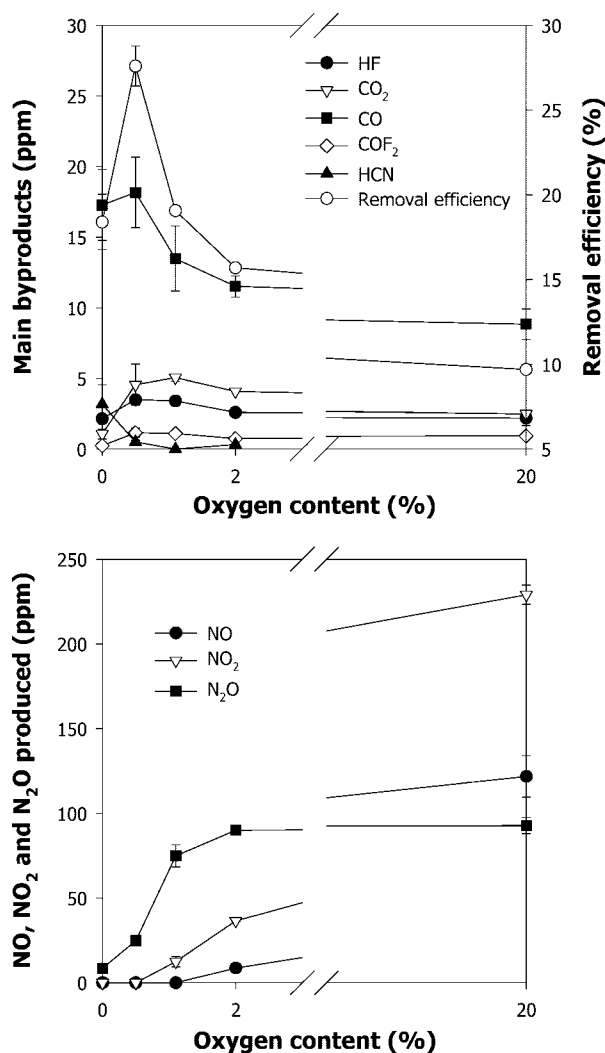 30
25
20
15
10
5
0
Main byproducts (ppm)
HF
CO₂
CO
COF₂
HCN
Removal efficiency
30
25
20
15
10
5
Removal efficiency (%)
0
2
20
Oxygen content (%)
250
200
150
100
50
0
NO, NO₂ and N₂O produced (ppm)
NO
NO₂
N₂O
0
2
20
Oxygen content (%)